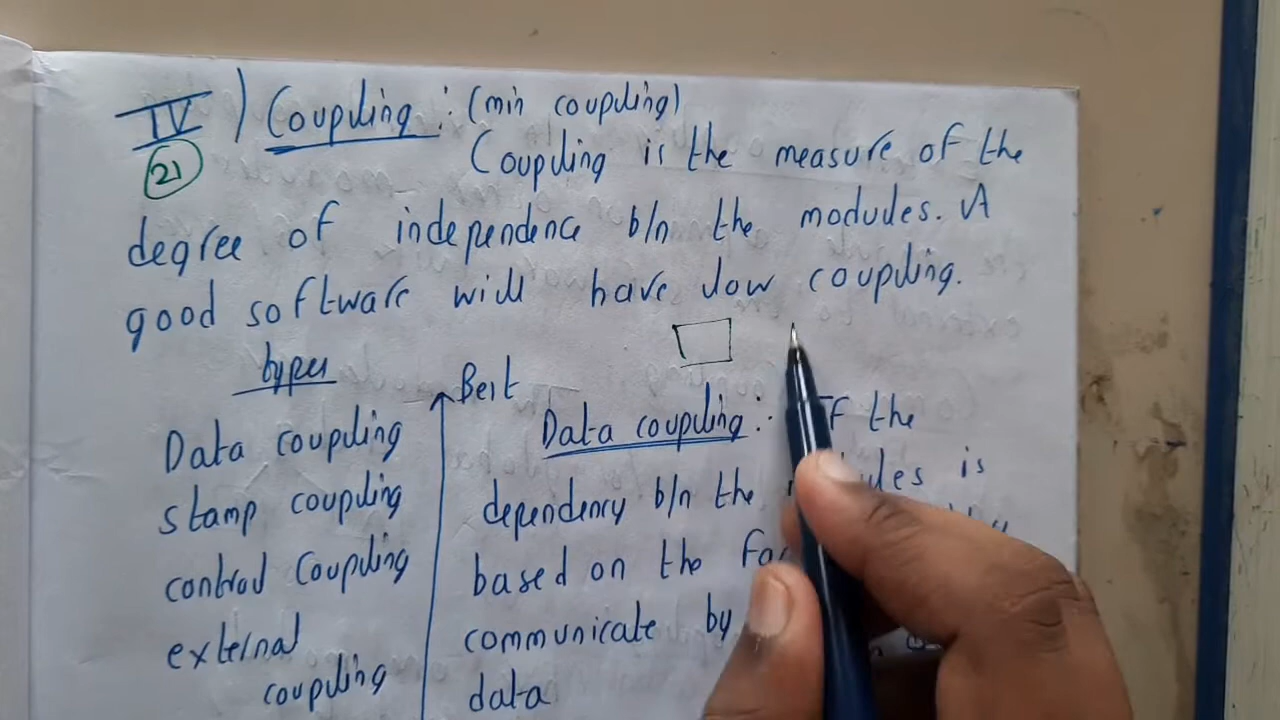 IV) Coupling : (min coupling)
21
Coupling is the measure of the
degree of independence b/n the modules. A
good software will have low coupling.
types
Data coupling
stamp coupling
control coupling
external
coupling
Best
Data coupling :- If the
dependency b/n the is
based on the
communicate by
data